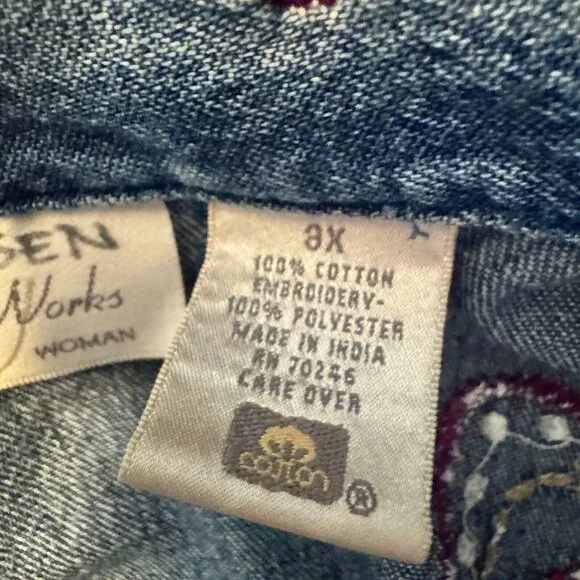 SEN
Works
WOMAN
3X
100% COTTON
EMBROIDERY-
100% POLYESTER
MADE IN INDIA
RN 70246
CARE OVER
cotton
®